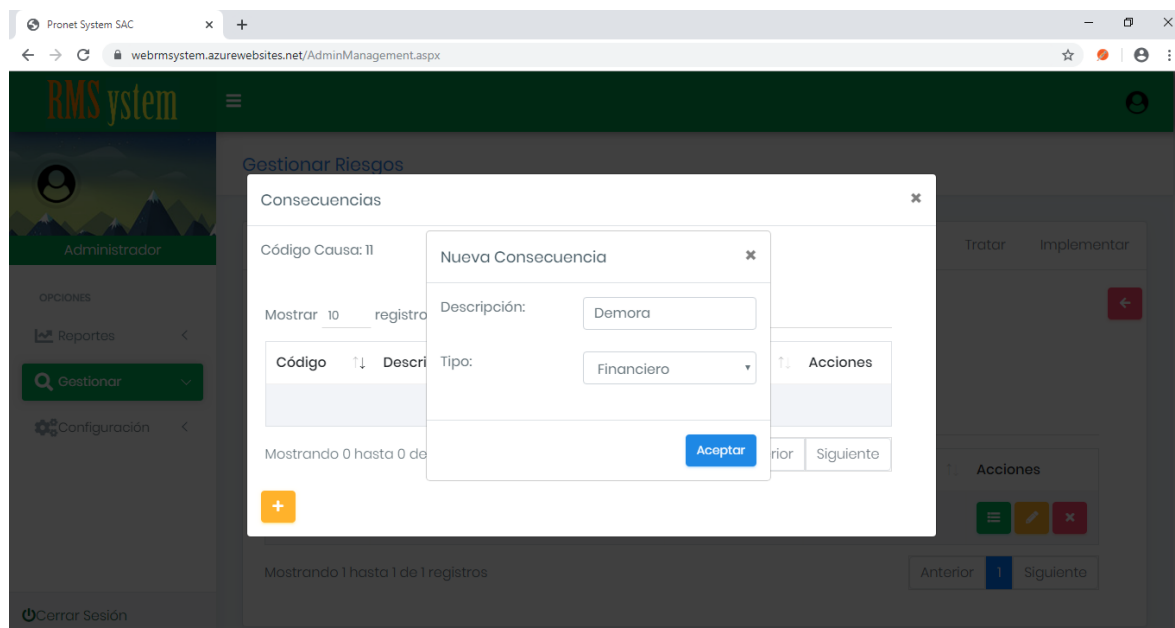 Pronet System SAC
webrmsystem.azurewebsites.net/AdminManagement.aspx
RMSystem
Gestionar Riesgos
Administrador
OPCIONES
Reportes
Gestionar
Configuración
Cerrar Sesión
Tratar Implementar
Consecuencias
Código Causa: 11
Mostrar 10 registro
Código Descri Acciones
Mostrando 0 hasta 0 de rior Siguiente
Nueva Consecuencia
Descripción: Demora
Tipo: Financiero
Aceptar
Acciones
Mostrando 1 hasta 1 de 1 registros
Anterior 1 Siguiente